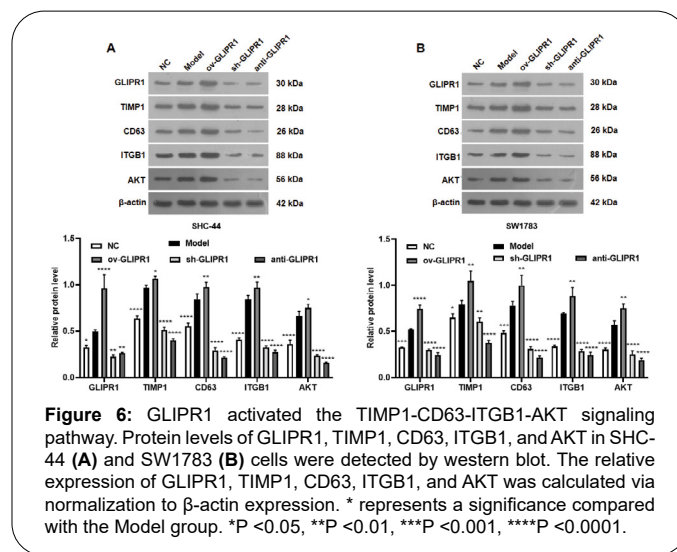 A
NC Model ov-GLIPR1 sh-GLIPR1 anti-GLIPR1
GLIPR1 30 kDa
TIMP1 28 kDa
CD63 26 kDa
ITGB1 88 kDa
AKT 56 kDa
β-actin 42 kDa
SHC-44
B
NC Model ov-GLIPR1 sh-GLIPR1 anti-GLIPR1
GLIPR1 30 kDa
TIMP1 28 kDa
CD63 26 kDa
ITGB1 88 kDa
AKT 56 kDa
β-actin 42 kDa
SW1783
Relative protein level
1.5
1.0
0.5
0.0
NC Model
ov-GLIPR1 sh-GLIPR1 anti-GLIPR1
* **** ** **
**** * **** ****
**** ** **** ****
**** ** **** ****
**** * **** ****
GLIPR1 TIMP1 CD63 ITGB1 AKT
Relative protein level
1.5
1.0
0.5
0.0
NC Model
ov-GLIPR1 sh-GLIPR1 anti-GLIPR1
GLIPR1 TIMP1 CD63 ITGB1 AKT
Figure 6: GLIPR1 activated the TIMP1-CD63-ITGB1-AKT signaling
pathway. Protein levels of GLIPR1, TIMP1, CD63, ITGB1, and AKT in SHC-
44 (A) and SW1783 (B) cells were detected by western blot. The relative
expression of GLIPR1, TIMP1, CD63, ITGB1, and AKT was calculated via
normalization to β-actin expression. * represents a significance compared
with the Model group. *P <0.05, **P <0.01, ***P <0.001, ****P <0.0001.